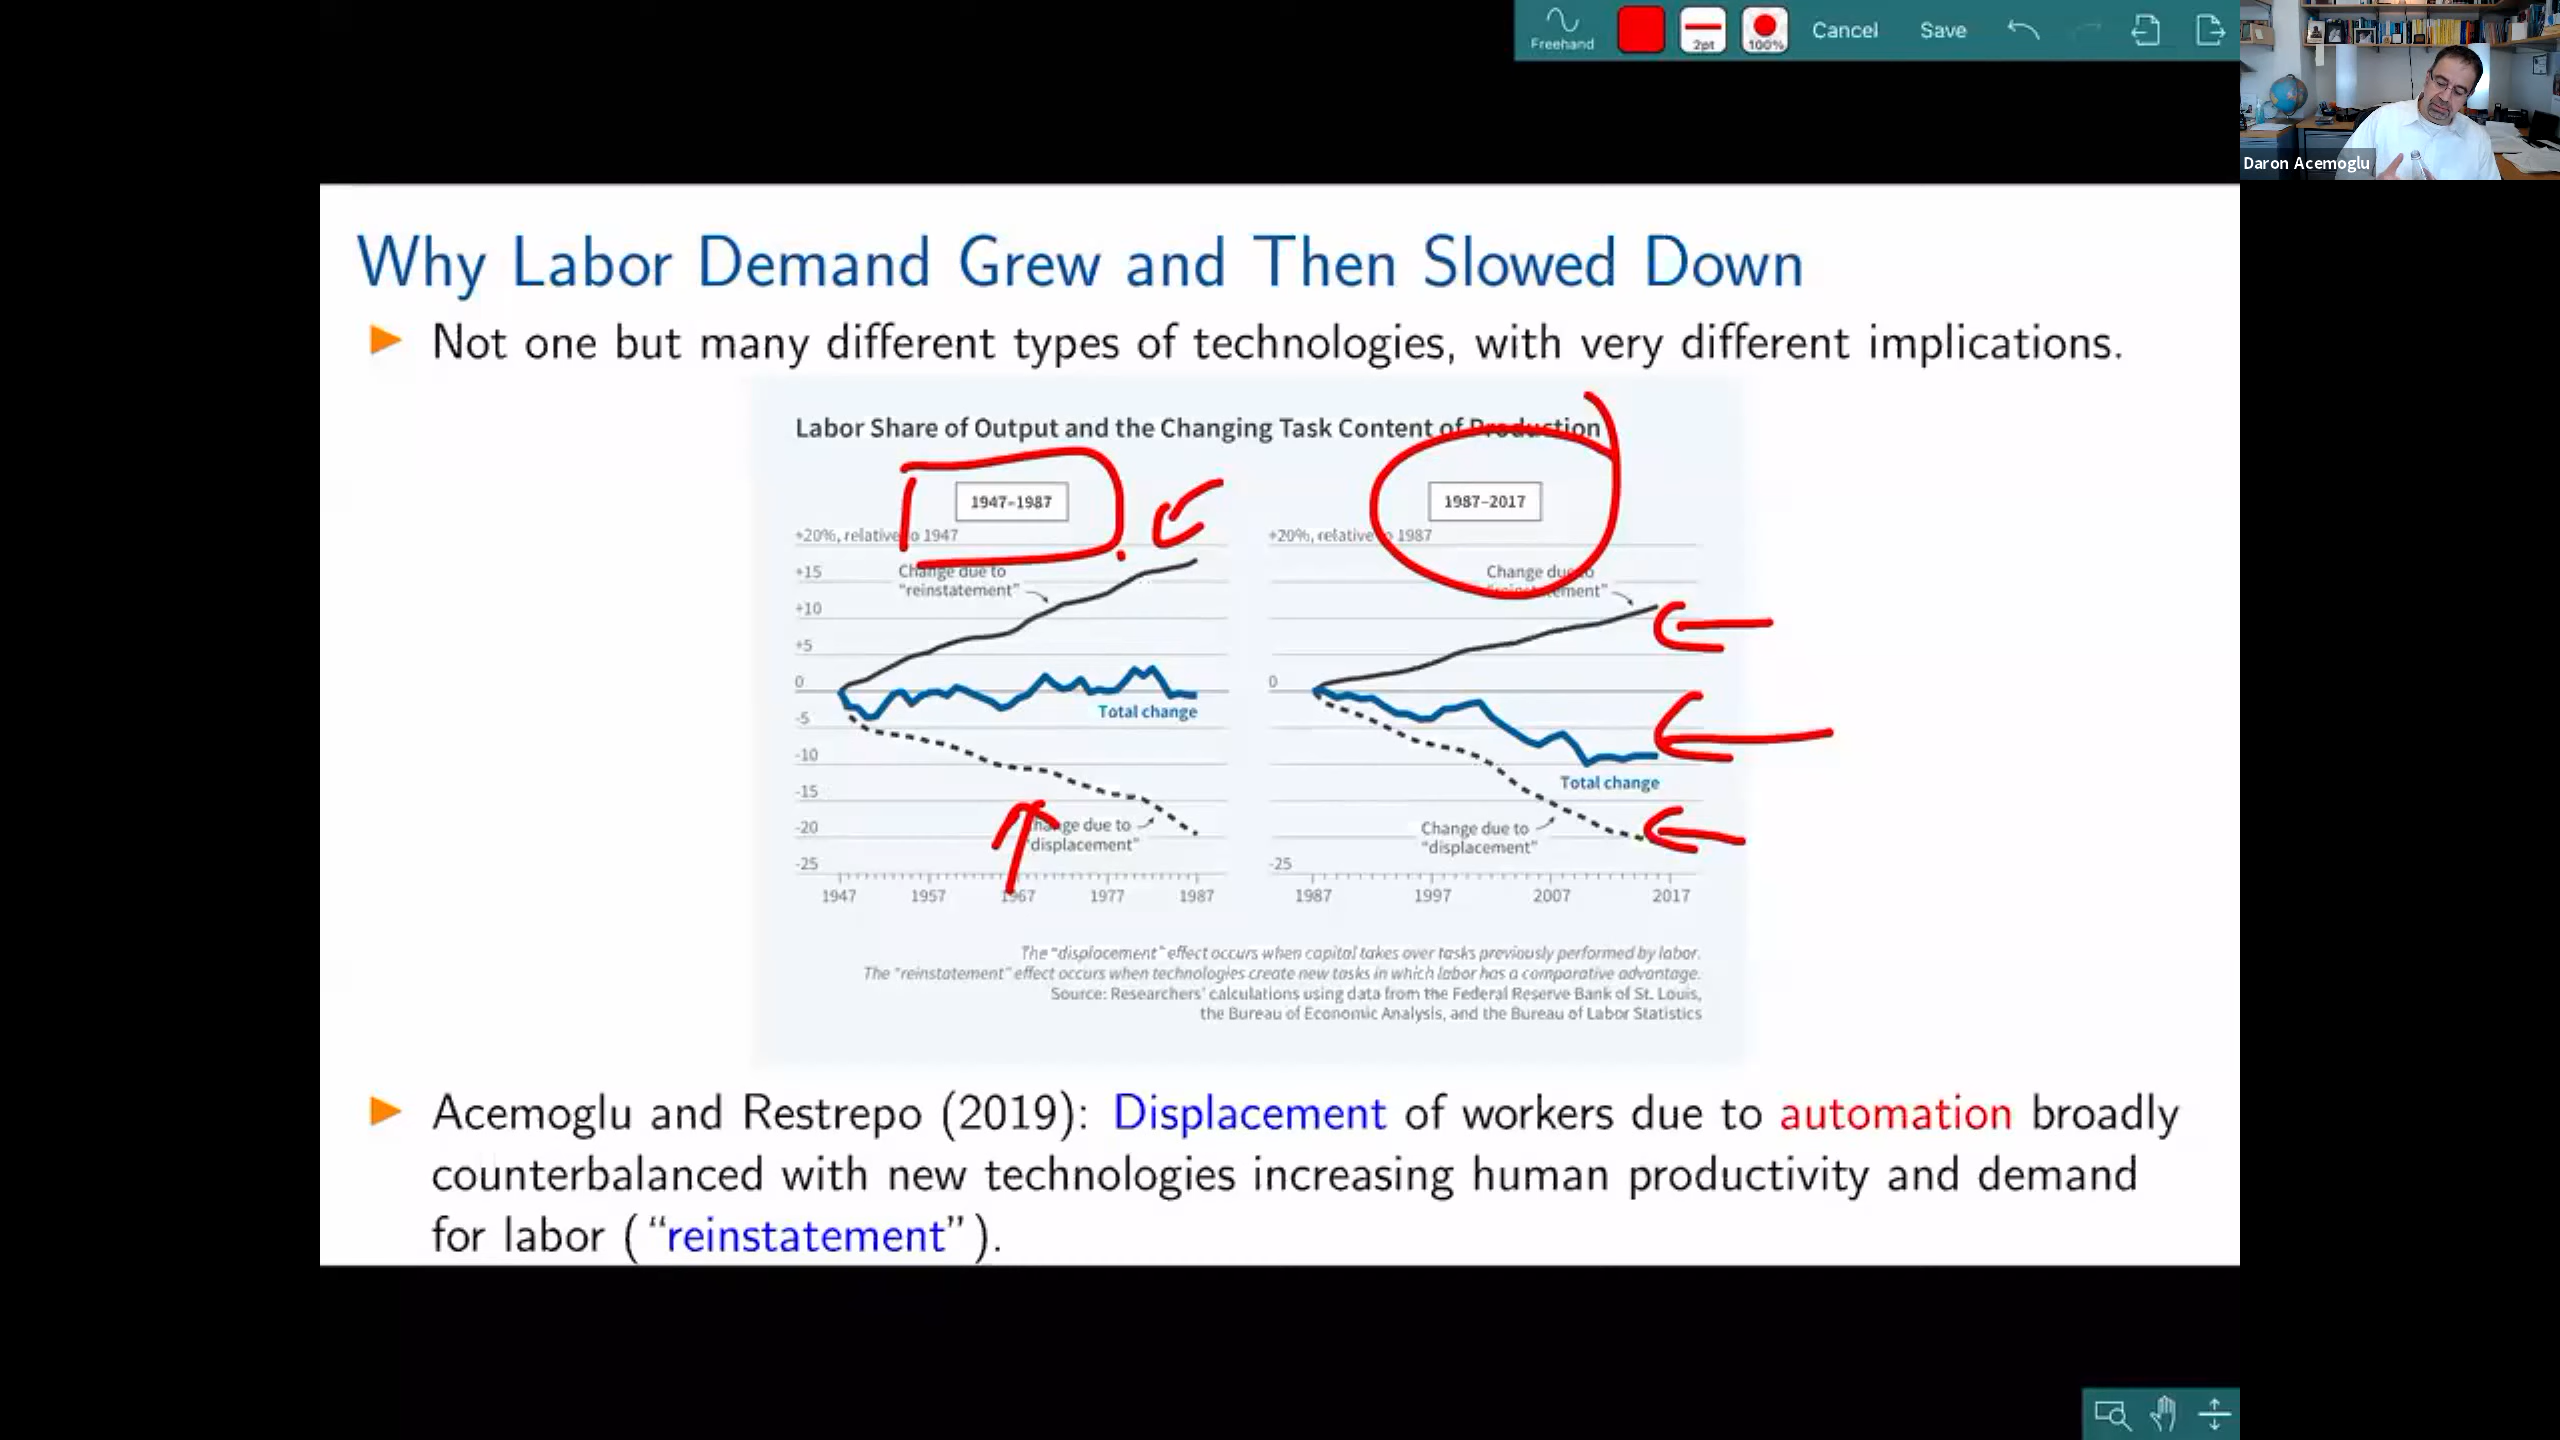 Freehand
2pt
100%
Cancel
Save
Daron Acemoglu
Why Labor Demand Grew and Then Slowed Down
Not one but many different types of technologies, with very different implications.
Labor Share of Output and the Changing Task Content of Production
1947–1987
+20%, relative to 1947
+15
+10
+5
0
-5
-10
-15
-20
-25
Change due to
"reinstatement"
Total change
Change due to
"displacement"
1947 1957 1967 1977 1987
1987–2017
+20%, relative to 1987
0
-25
Change due to
"reinstatement"
Total change
Change due to
"displacement"
1987 1997 2007 2017
The "displacement" effect occurs when capital takes over tasks previously performed by labor.
The "reinstatement" effect occurs when technologies create new tasks in which labor has a comparative advantage.
Source: Researchers' calculations using data from the Federal Reserve Bank of St. Louis,
the Bureau of Economic Analysis, and the Bureau of Labor Statistics
Acemoglu and Restrepo (2019): Displacement of workers due to automation broadly
counterbalanced with new technologies increasing human productivity and demand
for labor (“reinstatement”).